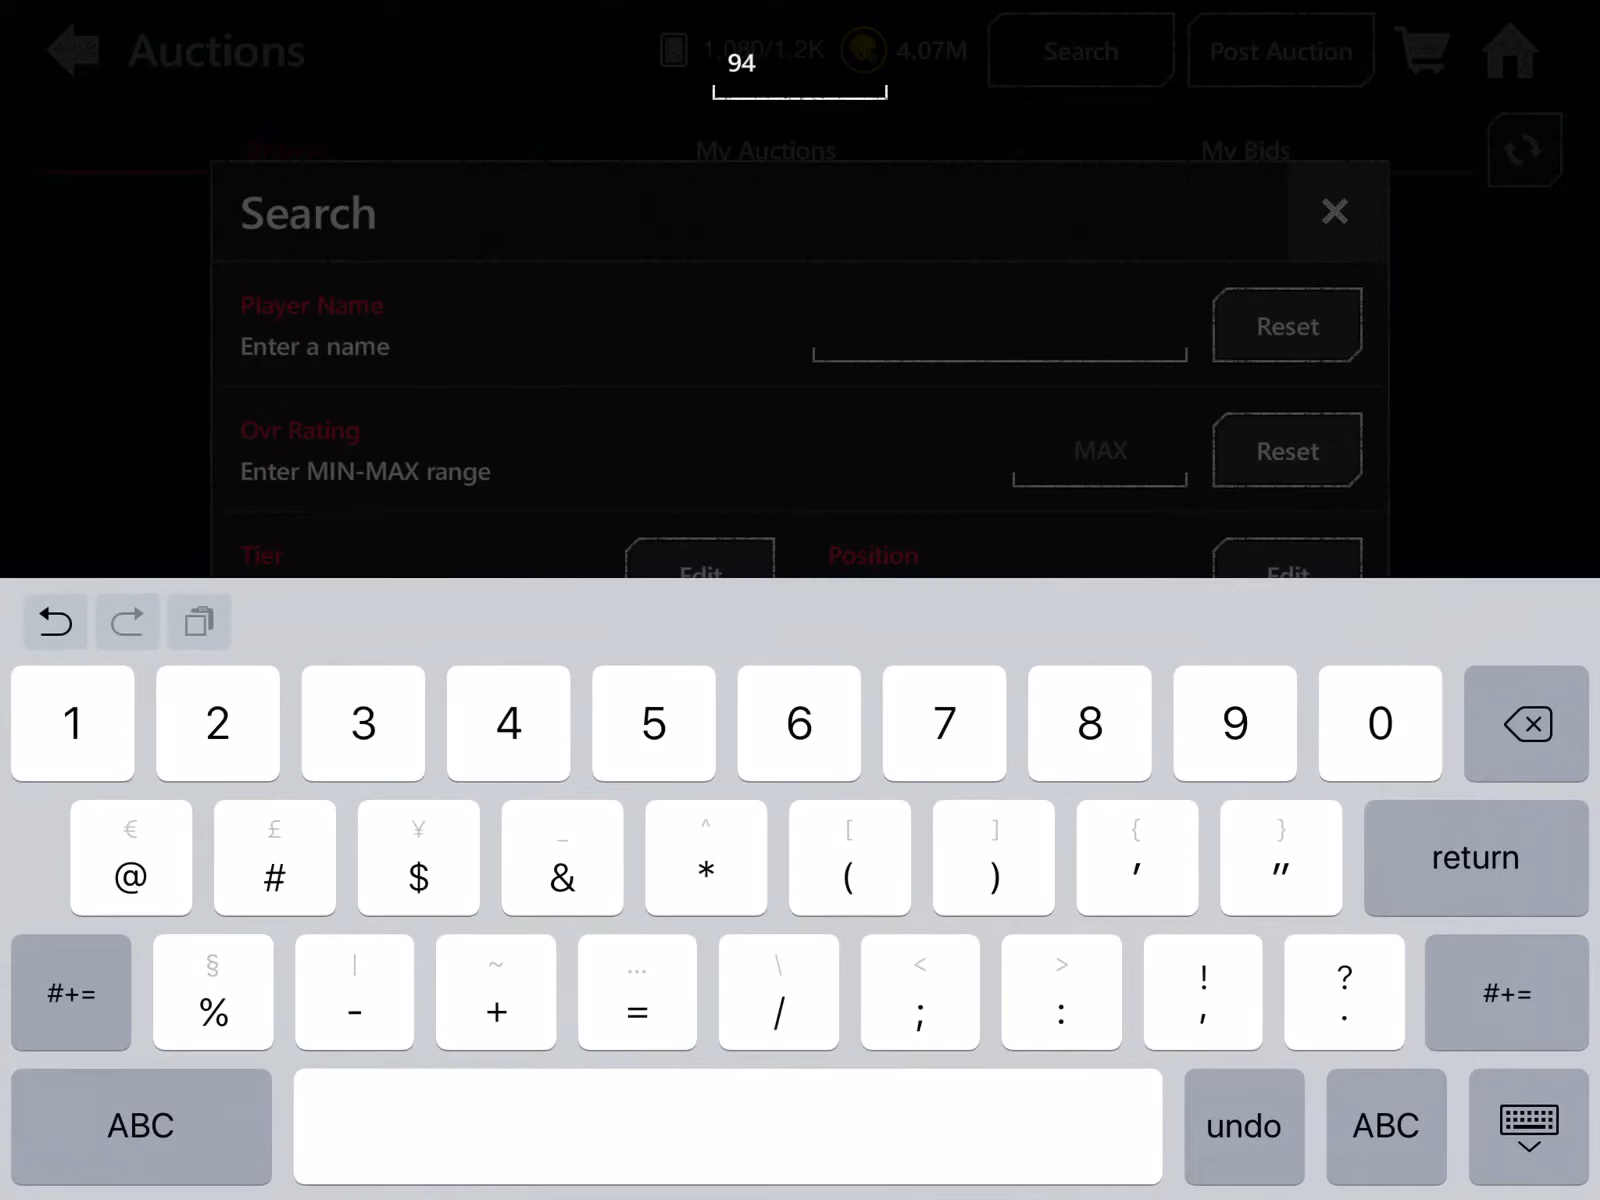 Auctions 1,080/1.2K 4.07M Search Post Auction
94
My Auctions My Bids
Search
Player Name
Enter a name
Reset
Ovr Rating
Enter MIN-MAX range
MAX
Reset
Tier Edit Position Edit
1 2 3 4 5 6 7 8 9 0
€ £ ¥ _ ^ [ ] { }
@ # $ & * ( ) ' " return
§ | ~ … \ < > ! ?
#+= % - + = / ; : , . #+=
ABC undo ABC